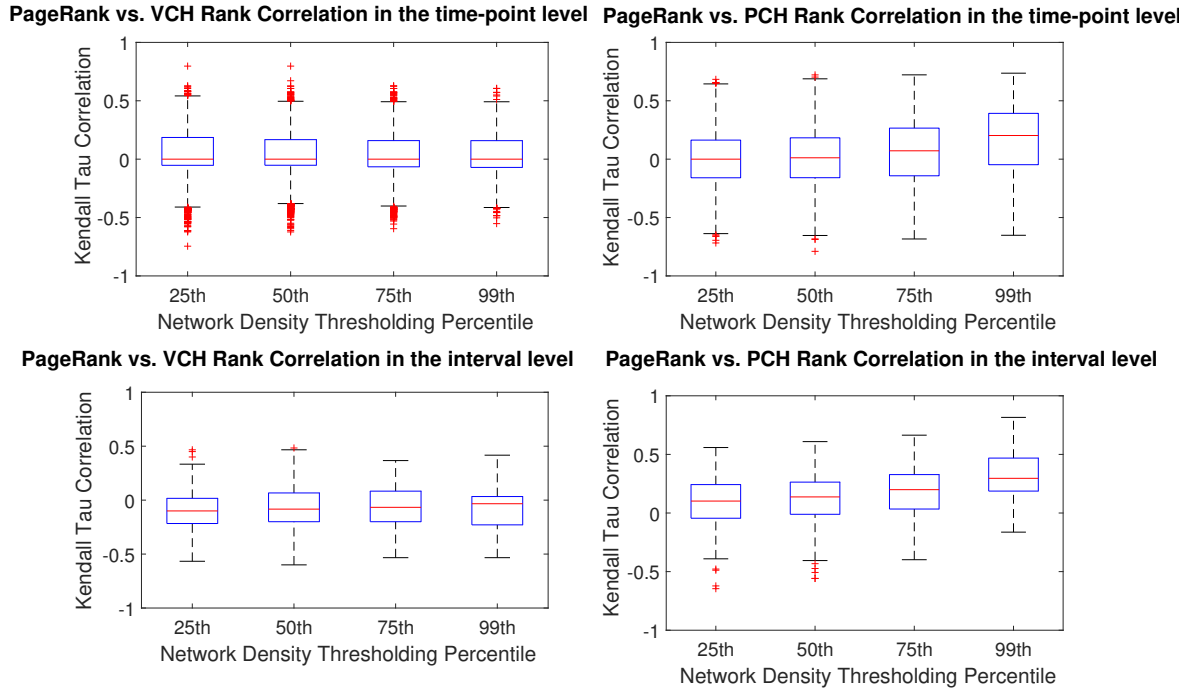 PageRank vs. VCH Rank Correlation in the time-point level
Kendall Tau Correlation
1
0.5
0
-0.5
-1
25th 50th 75th 99th
Network Density Thresholding Percentile
PageRank vs. PCH Rank Correlation in the time-point level
Kendall Tau Correlation
1
0.5
0
-0.5
-1
25th 50th 75th 99th
Network Density Thresholding Percentile
PageRank vs. VCH Rank Correlation in the interval level
Kendall Tau Correlation
1
0.5
0
-0.5
-1
25th 50th 75th 99th
Network Density Thresholding Percentile
PageRank vs. PCH Rank Correlation in the interval level
Kendall Tau Correlation
1
0.5
0
-0.5
-1
25th 50th 75th 99th
Network Density Thresholding Percentile